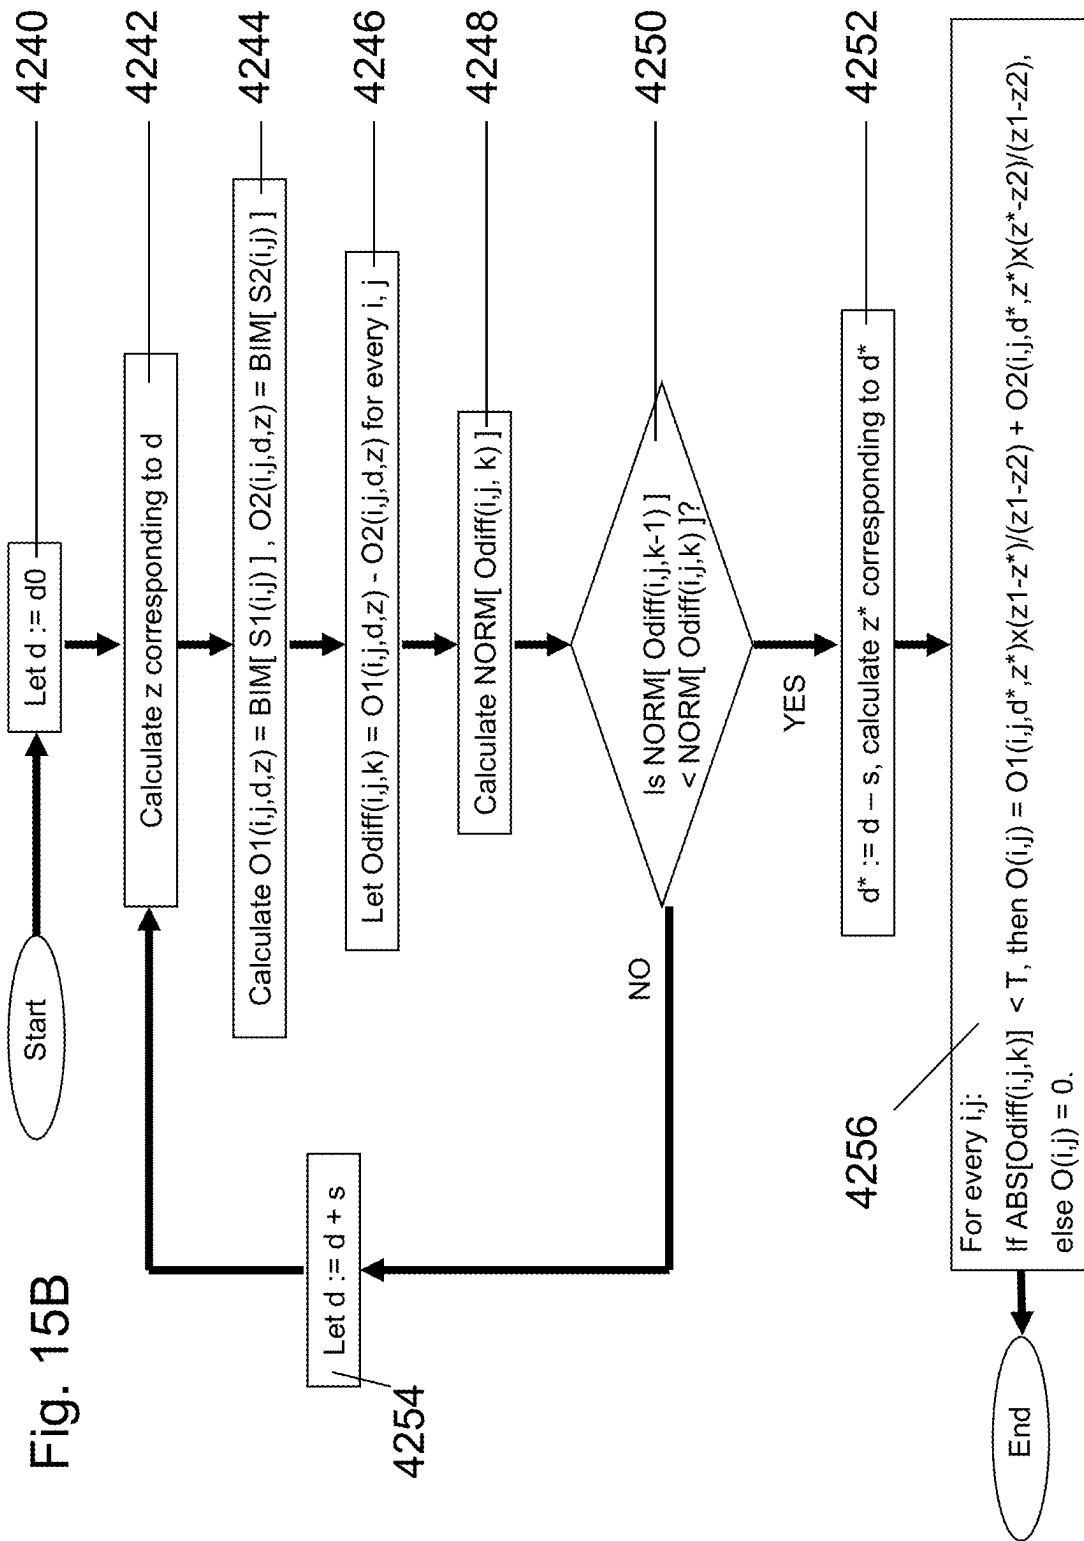 Fig. 15B
Start
Let d := d0
4240
Calculate z corresponding to d
4242
Calculate O1(i,j,d,z) = BIM[ S1(i,j) ] , O2(i,j,d,z) = BIM[ S2(i,j) ]
4244
Let Odiff(i,j,k) = O1(i,j,d,z) - O2(i,j,d,z) for every i, j
4246
Calculate NORM[ Odiff(i,j, k) ]
4248
Is NORM[ Odiff(i,j,k-1) ]
< NORM[ Odiff(i,j,k) ]?
4250
NO
YES
Let d := d + s
4254
d* := d – s, calculate z* corresponding to d*
4252
4256
For every i,j:
If ABS[Odiff(i,j,k)] < T, then O(i,j) = O1(i,j,d*,z*)x(z1-z*)/(z1-z2) + O2(i,j,d*,z*)x(z*-z2)/(z1-z2),
else O(i,j) = 0.
End